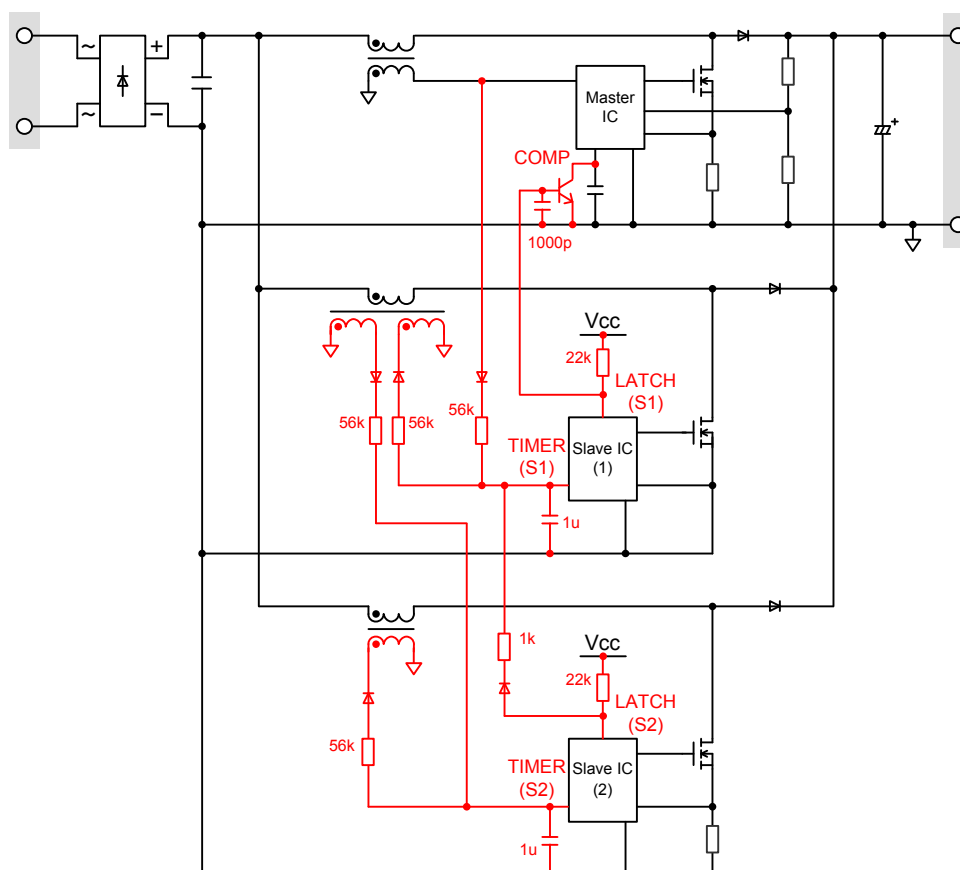 ~
+
~
−
Master
IC
+
COMP
1000p
Vcc
22k
LATCH
(S1)
56k
56k
56k
TIMER
(S1)
Slave IC
(1)
1u
1k
Vcc
22k
LATCH
(S2)
56k
TIMER
(S2)
Slave IC
(2)
1u